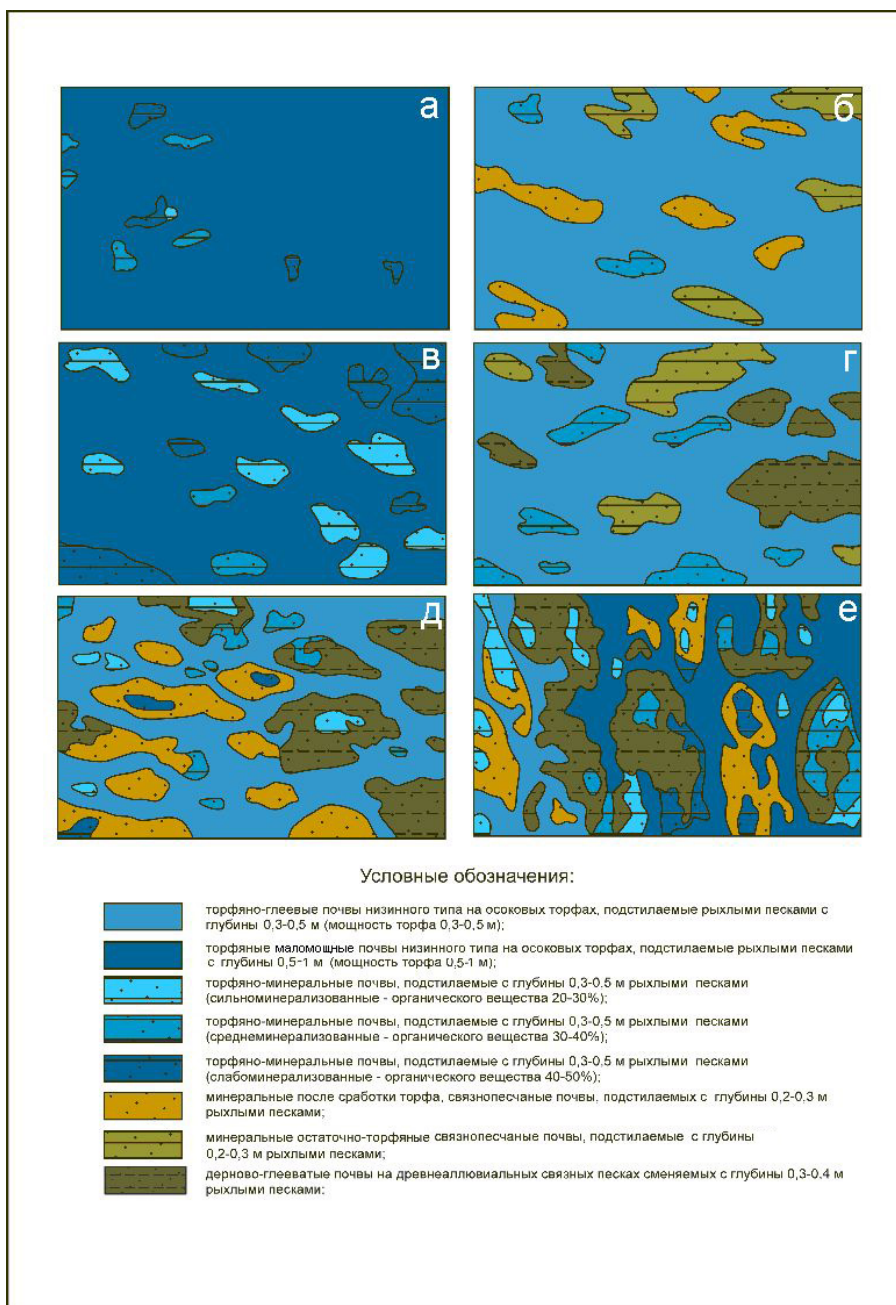 а
б
в
г
д
е
Условные обозначения:
торфяно-глеевые почвы низинного типа на осоковых торфах, подстилаемые рыхлыми песками с
глубины 0,3-0,5 м (мощность торфа 0,3-0,5 м);
торфяные маломощные почвы низинного типа на осоковых торфах, подстилаемые рыхлыми песками
с глубины 0,5-1 м (мощность торфа 0,5-1 м);
торфяно-минеральные почвы, подстилаемые с глубины 0,3-0,5 м рыхлыми песками
(сильноминерализованные - органического вещества 20-30%);
торфяно-минеральные почвы, подстилаемые с глубины 0,3-0,5 м рыхлыми песками
(среднеминерализованные - органического вещества 30-40%);
торфяно-минеральные почвы, подстилаемые с глубины 0,3-0,5 м рыхлыми песками
(слабоминерализованные - органического вещества 40-50%);
минеральные после сработки торфа, связнопесчаные почвы, подстилаемых с глубины 0,2-0,3 м
рыхлыми песками;
минеральные остаточно-торфяные связнопесчаные почвы, подстилаемые с глубины
0,2-0,3 м рыхлыми песками;
дерново-глееватые почвы на древнеаллювиальных связных песках сменяемых с глубины 0,3-0.4 м
рыхлыми песками;